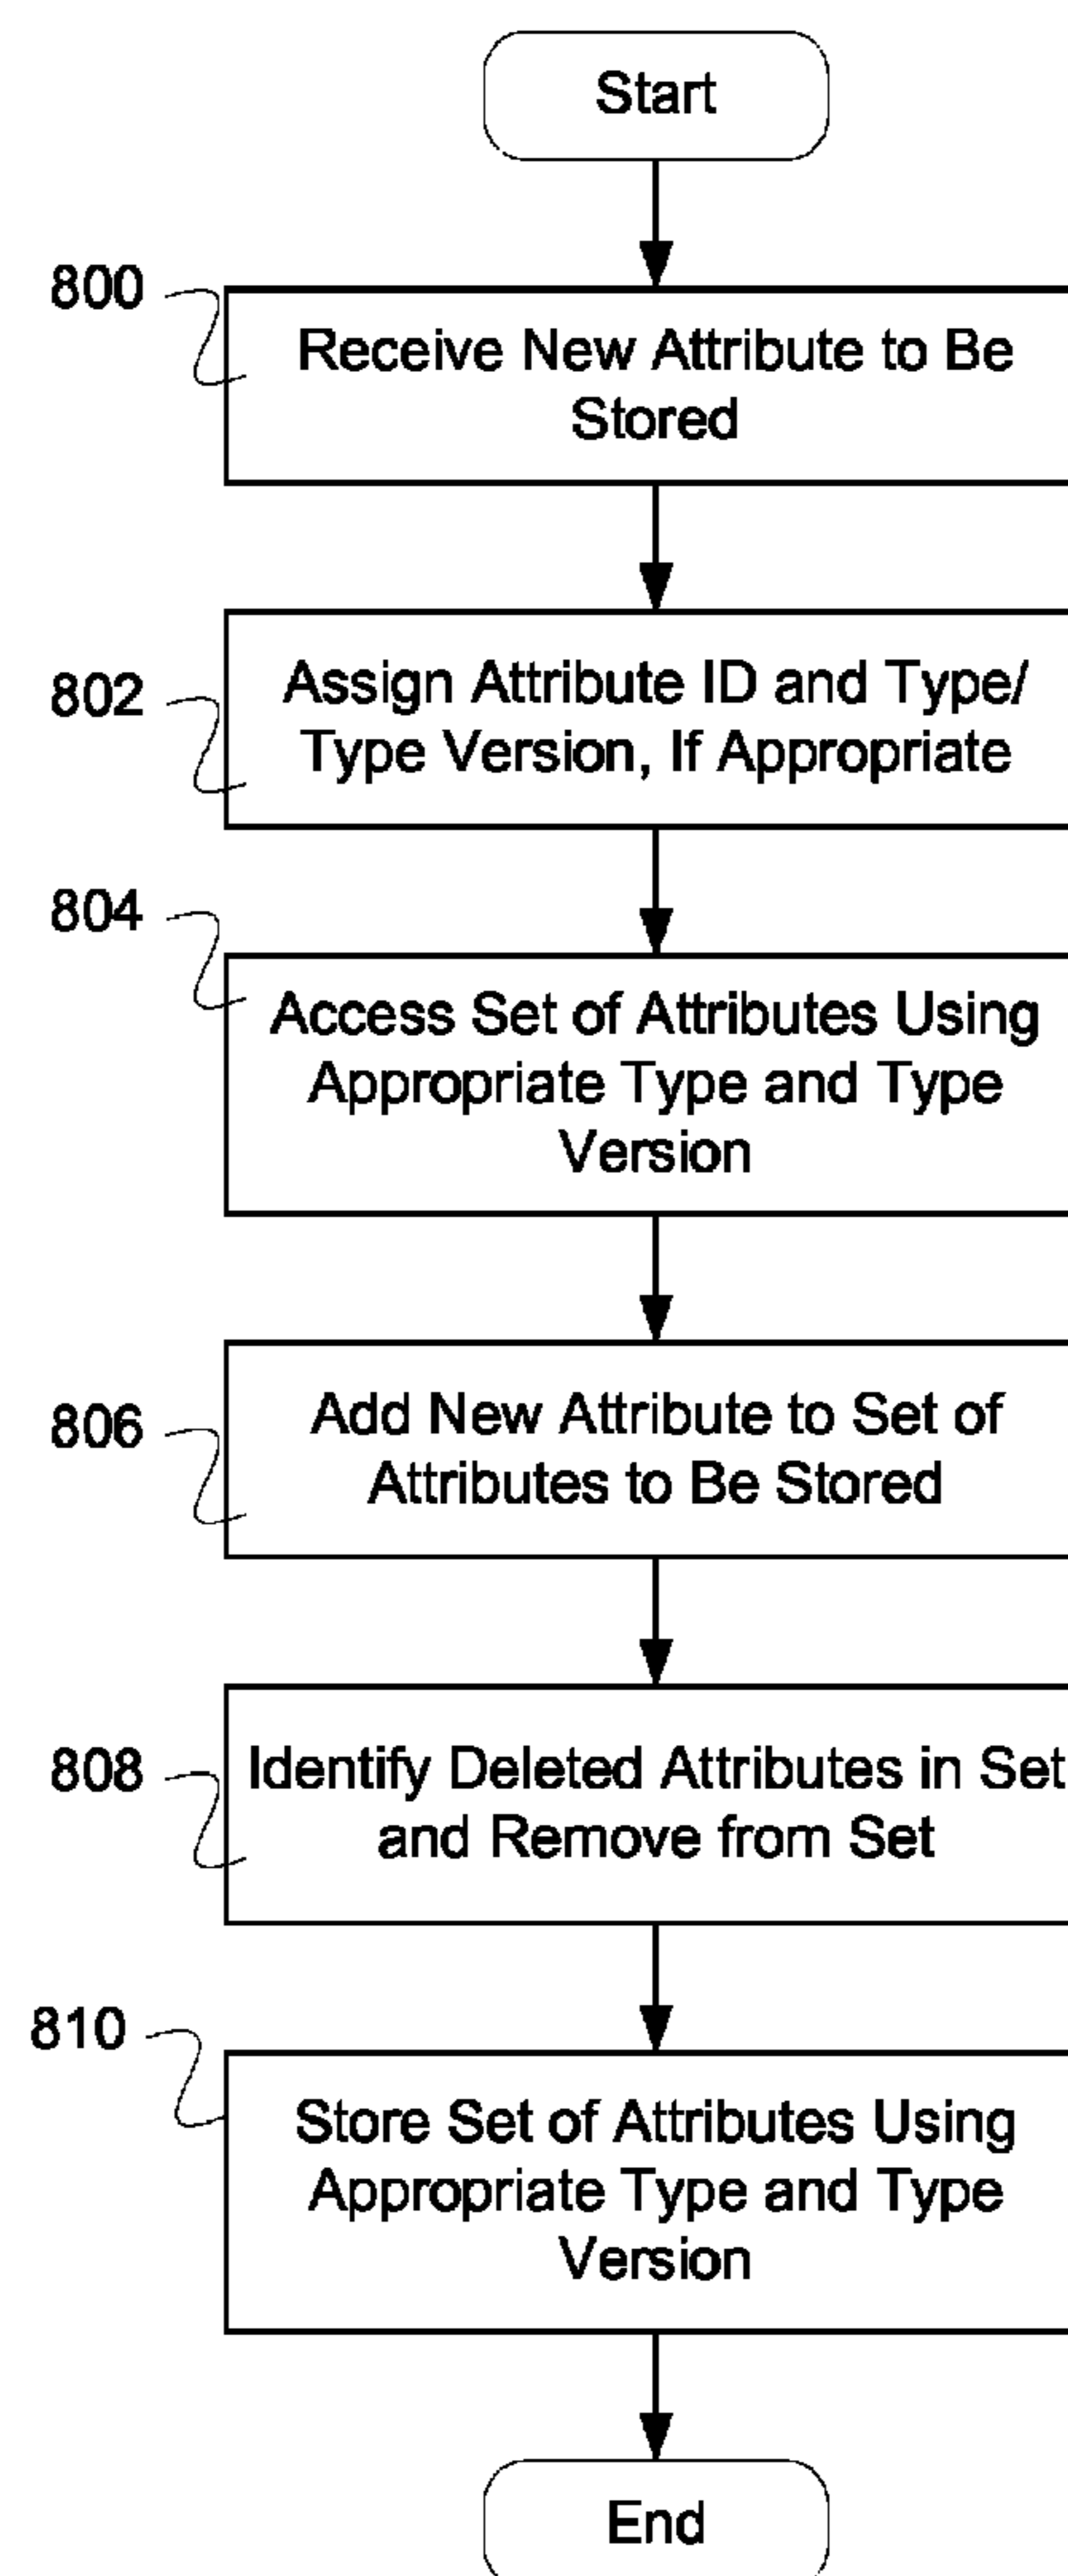 Start
800
Receive New Attribute to Be
Stored
802
Assign Attribute ID and Type/
Type Version, If Appropriate
804
Access Set of Attributes Using
Appropriate Type and Type
Version
806
Add New Attribute to Set of
Attributes to Be Stored
808
Identify Deleted Attributes in Set
and Remove from Set
810
Store Set of Attributes Using
Appropriate Type and Type
Version
End